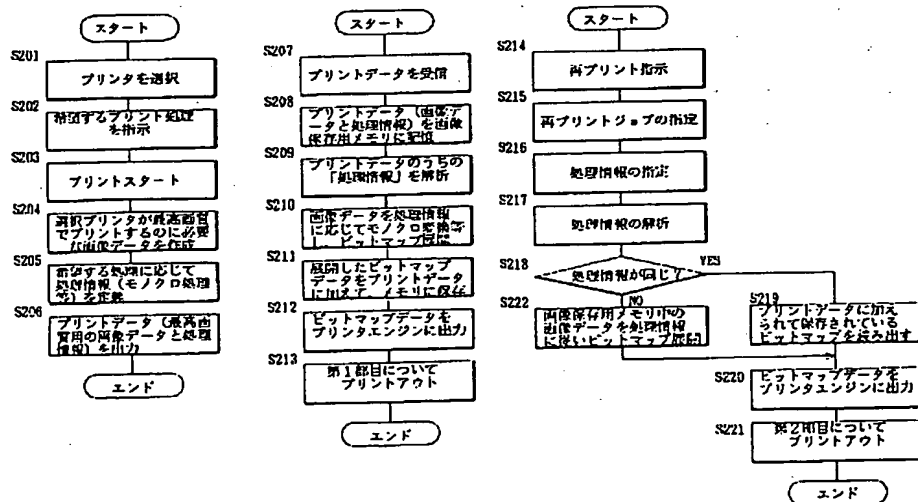 スタート
S201
プリンタを選択
S202
希望するプリント処理
を指示
S203
プリントスタート
S204
選択プリンタが最高画質
でプリントするのに必要
な画像データを作成
S205
希望する処理に応じて
処理情報(モノクロ処理
等)を定義
S206
プリントデータ(最高画
質用の画像データと処理
情報)を出力
エンド
スタート
S207
プリントデータを受信
S208
プリントデータ(画像デ
ータと処理情報)を画像
保存用メモリに記憶
S209
プリントデータのうちの
「処理情報」を解析
S210
画像データを処理情報
に応じてモノクロ変換等
し、ビットマップ展開
S211
展開したビットマップ
データをプリントデータ
に加えて、メモリに保存
S212
ビットマップデータを
プリンタエンジンに出力
S213
第1部目について
プリントアウト
エンド
スタート
S214
再プリント指示
S215
再プリントジョブの指定
S216
処理情報の指定
S217
処理情報の解析
S218
処理情報が同じ?
YES
NO
S222
画像保存用メモリ中の
画像データを処理情報
に従いビットマップ展開
S219
プリントデータに加え
られて保存されている
ビットマップを読み出す
S220
ビットマップデータを
プリンタエンジンに出力
S221
第2部目について
プリントアウト
エンド